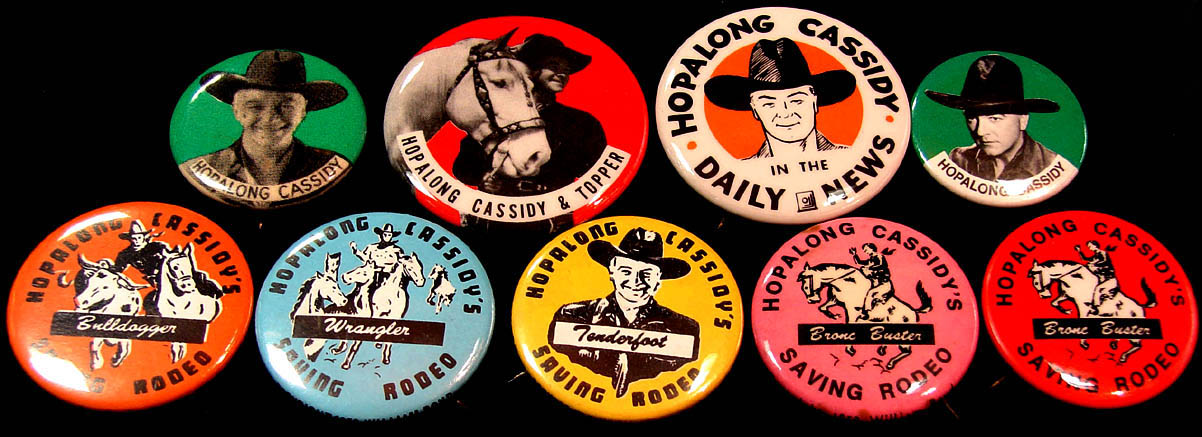 HOPALONG CASSIDY
HOPALONG CASSIDY & TOPPER
HOPALONG CASSIDY
IN THE
DAILY NEWS
HOPALONG CASSIDY
HOPALONG CASSIDY'S
Bulldogger
RODEO
HOPALONG CASSIDY'S
Wrangler
SAVING RODEO
HOPALONG CASSIDY'S
Tenderfoot
SAVING RODEO
HOPALONG CASSIDY'S
Bronc Buster
SAVING RODEO
HOPALONG CASSIDY'S
Bronc Buster
SAVING RODEO